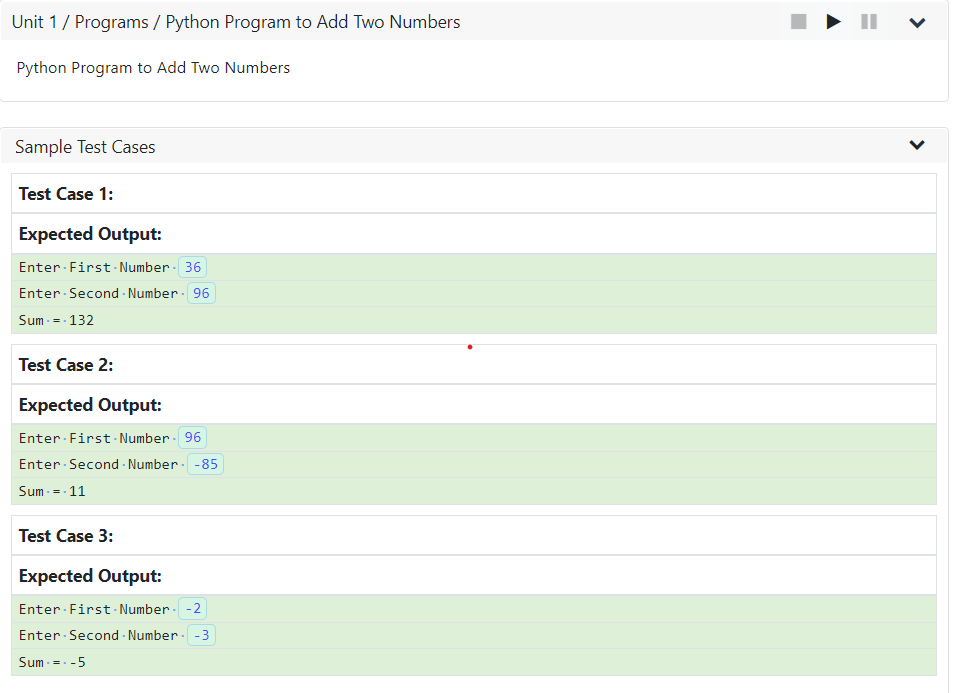 Unit 1 / Programs / Python Program to Add Two Numbers
Python Program to Add Two Numbers
Sample Test Cases
Test Case 1:
Expected Output:
Enter·First·Number·36
Enter·Second·Number·96
Sum·=·132
Test Case 2:
Expected Output:
Enter·First·Number·96
Enter·Second·Number·-85
Sum·=·11
Test Case 3:
Expected Output:
Enter·First·Number·-2
Enter·Second·Number·-3
Sum·=·-5